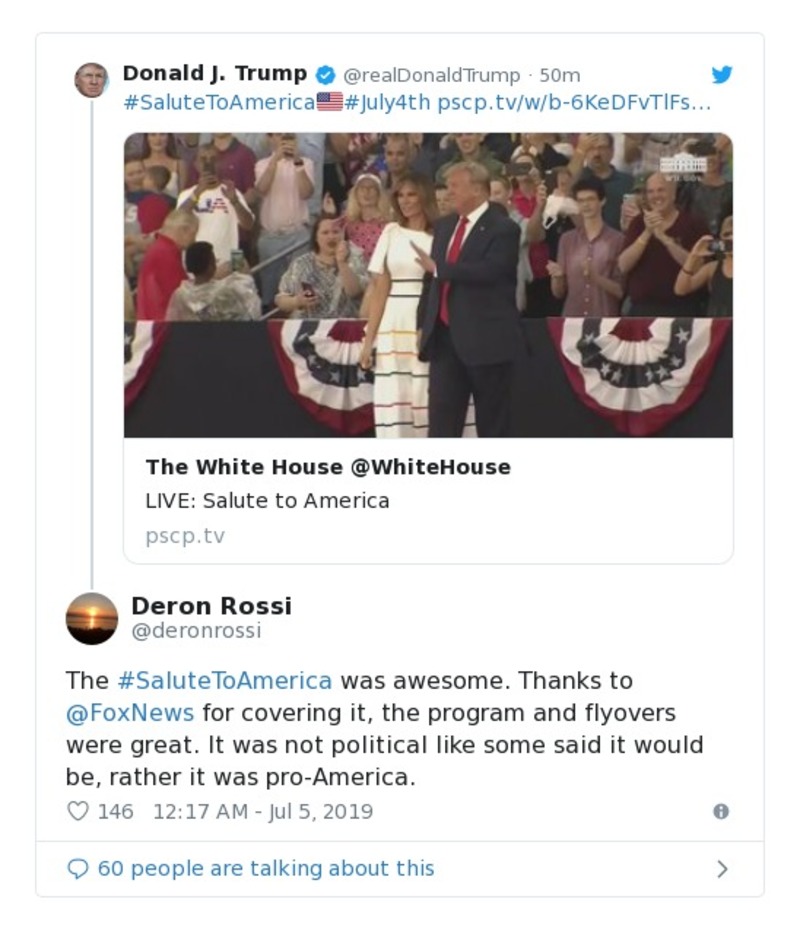 Donald J. Trump @realDonaldTrump · 50m
#SaluteToAmerica🇺🇸#July4th pscp.tv/w/b-6KeDFvTlFs…
The White House @WhiteHouse
LIVE: Salute to America
pscp.tv
Deron Rossi
@deronrossi
The #SaluteToAmerica was awesome. Thanks to
@FoxNews for covering it, the program and flyovers
were great. It was not political like some said it would
be, rather it was pro-America.
146 12:17 AM - Jul 5, 2019
60 people are talking about this